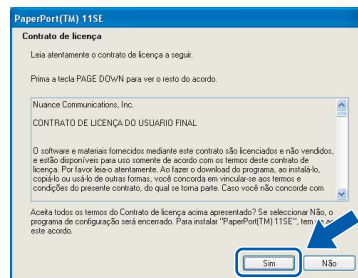 PaperPort(TM) 11SE
Contrato de licença
Leia atentamente o contrato de licença a seguir.
Prima a tecla PAGE DOWN para ver o resto do acordo.
Nuance Communications, Inc.
CONTRATO DE LICENÇA DO USUARIO FINAL
O software e materiais fornecidos mediante este contrato são licenciados e não vendidos,
e estão disponíveis para uso somente de acordo com os termos deste contrato de
licença. Por favor leia-o atentamente. Ao fazer o download do programa, ao instalá-lo,
copiá-lo ou usá-lo de outras formas, você concorda em vincular-se aos termos e
condições do presente contrato, do qual se torna parte. Caso você não concorde com
Aceita todos os termos do Contrato de licença acima apresentado? Se seleccionar Não, o
programa de configuração será encerrado. Para instalar "PaperPort(TM) 11SE", tem
este acordo.
Sim
Não